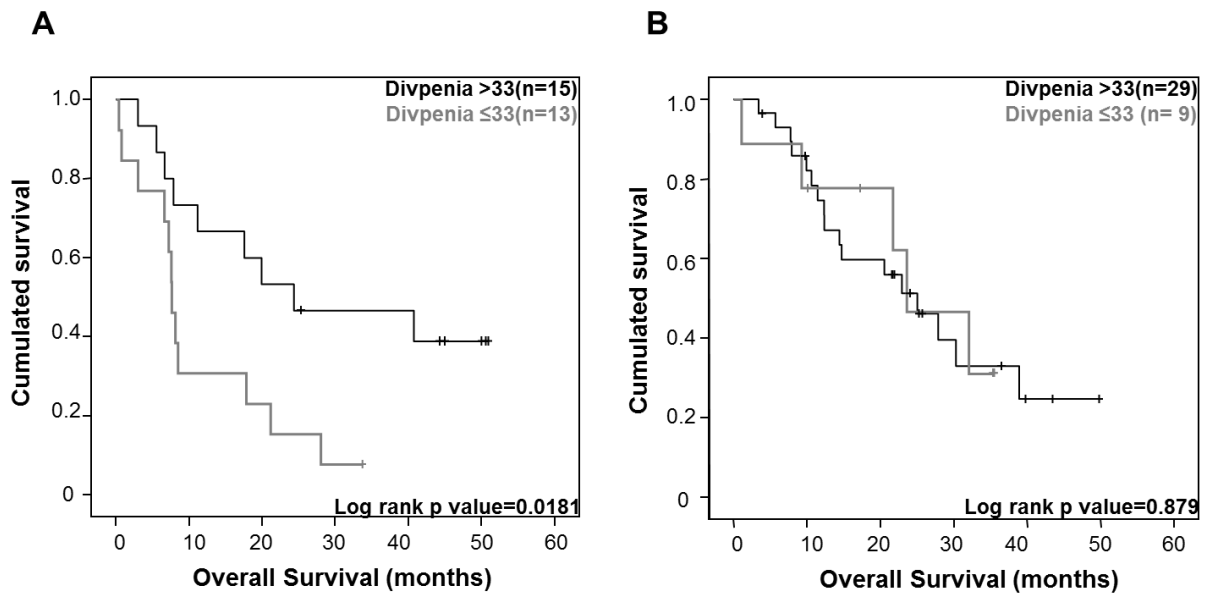 A
Divpenia >33(n=15)
Divpenia ≤33(n=13)
1.0
0.8
0.6
0.4
0.2
0
Cumulated survival
Log rank p value=0.0181
0 10 20 30 40 50 60
Overall Survival (months)
B
Divpenia >33(n=29)
Divpenia ≤33 (n= 9)
1.0
0.8
0.6
0.4
0.2
0
Cumulated survival
Log rank p value=0.879
0 10 20 30 40 50 60
Overall Survival (months)